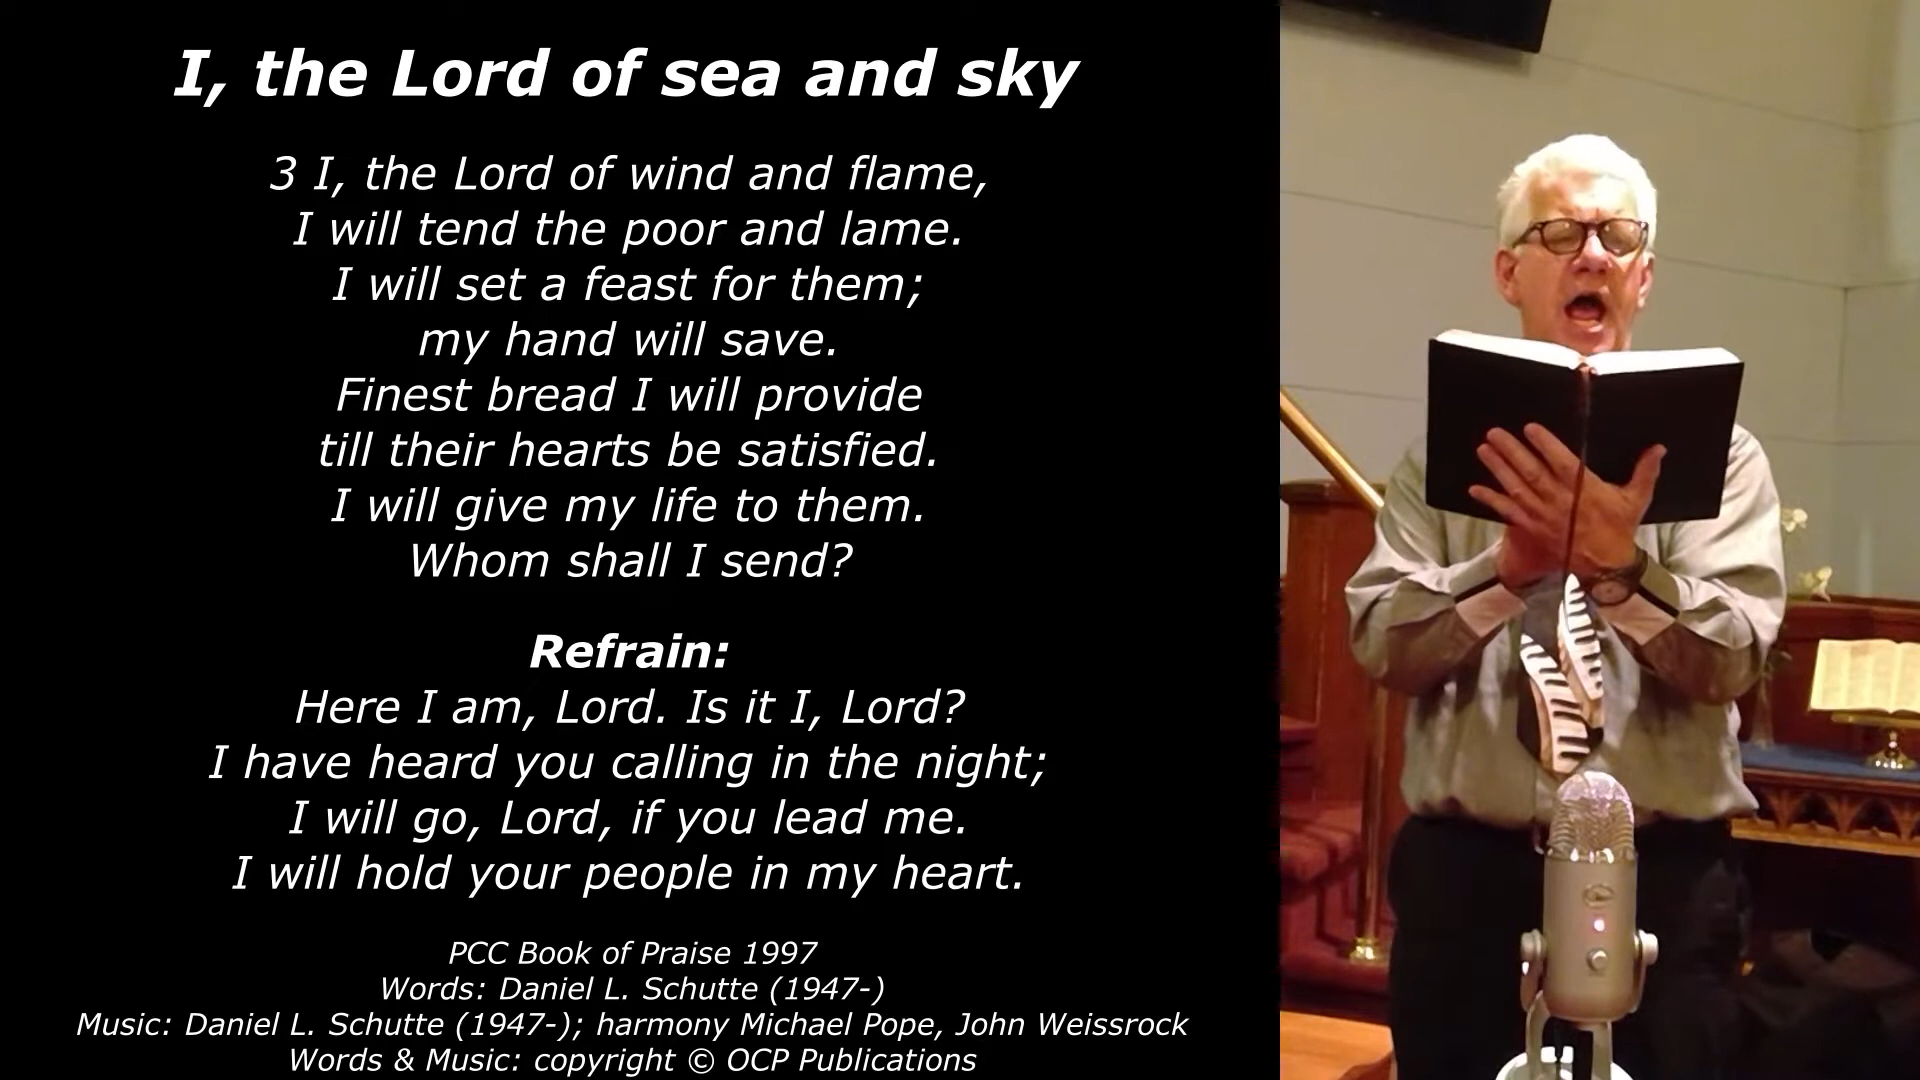 I, the Lord of sea and sky
3 I, the Lord of wind and flame,
I will tend the poor and lame.
I will set a feast for them;
my hand will save.
Finest bread I will provide
till their hearts be satisfied.
I will give my life to them.
Whom shall I send?
Refrain:
Here I am, Lord. Is it I, Lord?
I have heard you calling in the night;
I will go, Lord, if you lead me.
I will hold your people in my heart.
PCC Book of Praise 1997
Words: Daniel L. Schutte (1947-)
Music: Daniel L. Schutte (1947-); harmony Michael Pope, John Weissrock
Words & Music: copyright © OCP Publications